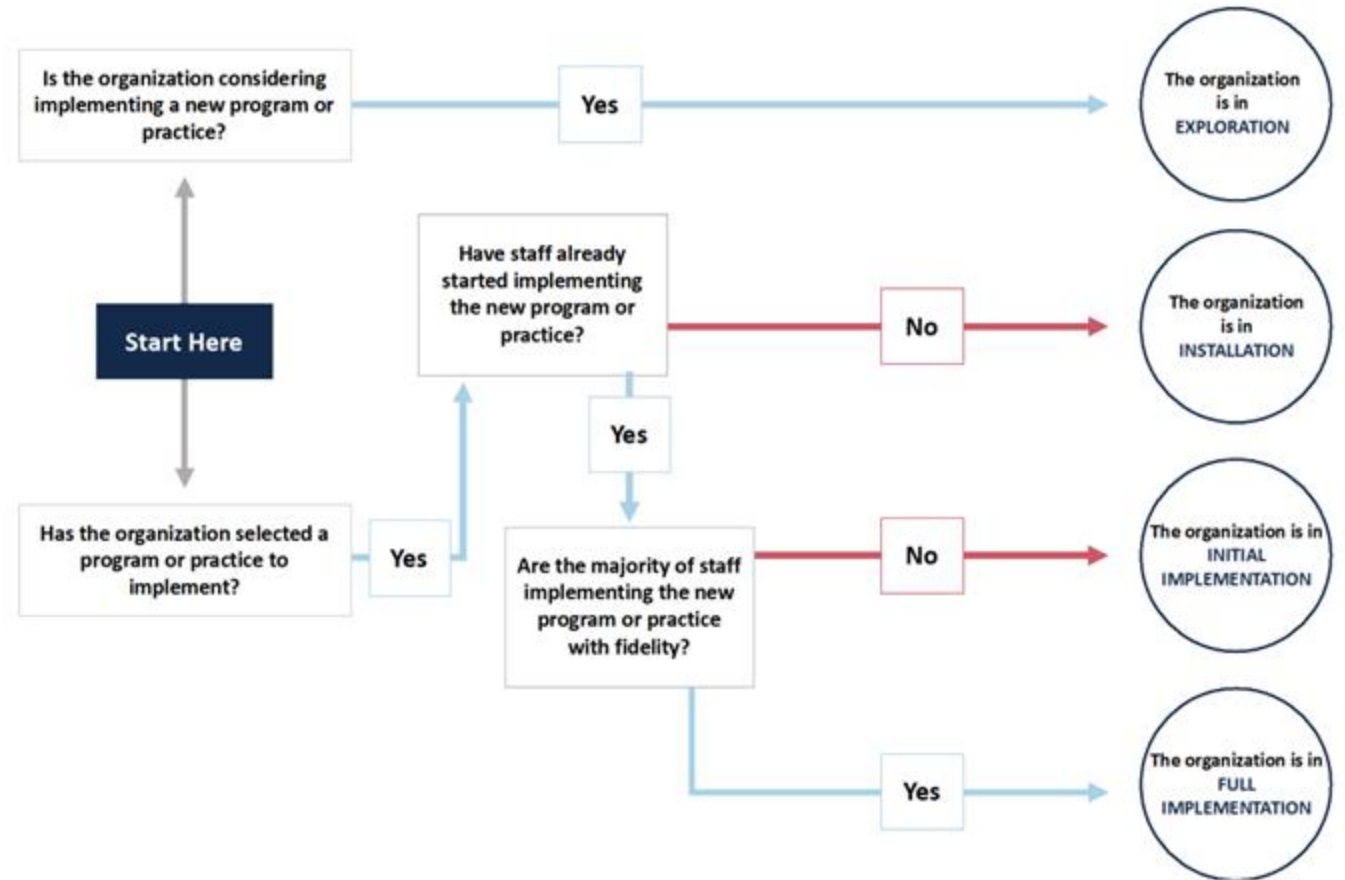 Is the organization considering
implementing a new program or
practice?
Yes
The organization
is in
EXPLORATION
Start Here
Have staff already
started implementing
the new program or
practice?
No
The organization
is in
INSTALLATION
Yes
Has the organization selected a
program or practice to
implement?
Yes
Are the majority of staff
implementing the new
program or practice
with fidelity?
No
The organization is in
INITIAL
IMPLEMENTATION
Yes
The organization is in
FULL
IMPLEMENTATION